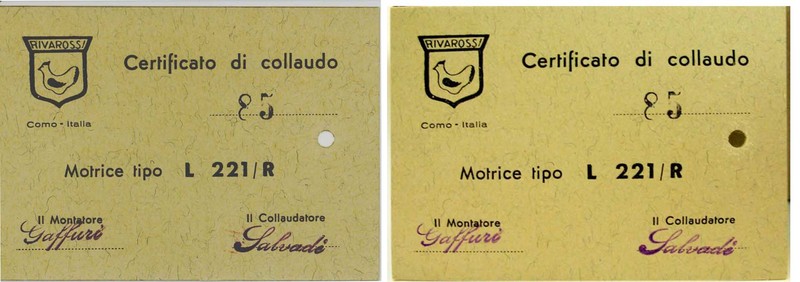 RIVAROSSI
Certificato di collaudo
85
Como - Italia
Motrice tipo L 221/R
Il Montatore
Gaffuri
Il Collaudatore
Salvadè
RIVAROSSI
Certificato di collaudo
85
Como - Italia
Motrice tipo L 221/R
Il Montatore
Gaffuri
Il Collaudatore
Salvadè